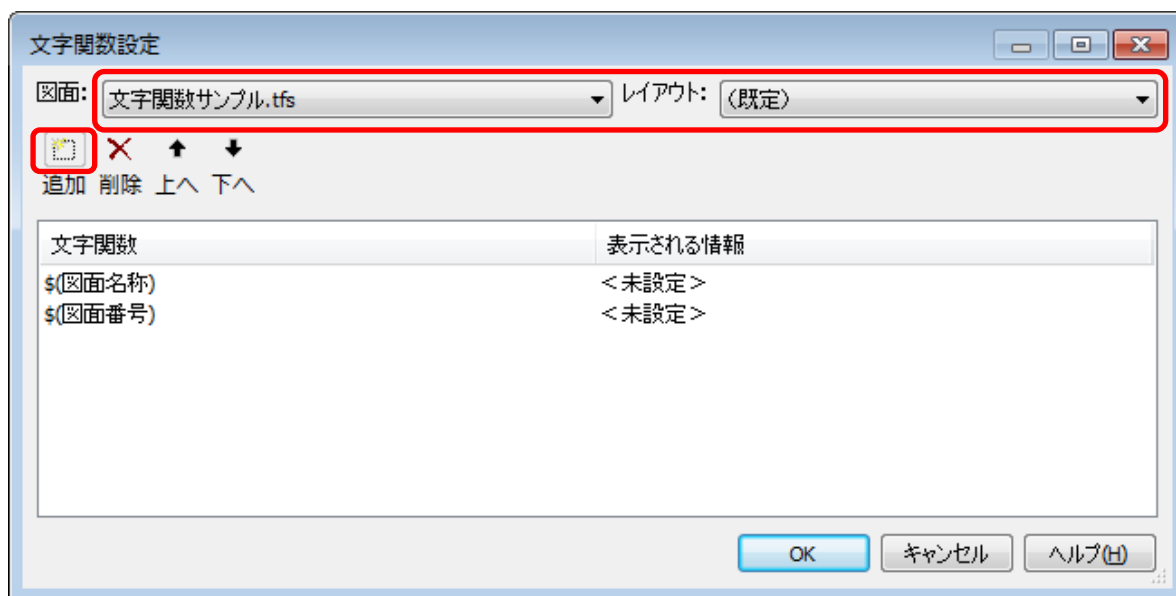 文字関数設定
図面: 文字関数サンプル.tfs レイアウト: (既定)
追加 削除 上へ 下へ
文字関数 表示される情報
$(図面名称) <未設定>
$(図面番号) <未設定>
OK キャンセル ヘルプ(H)